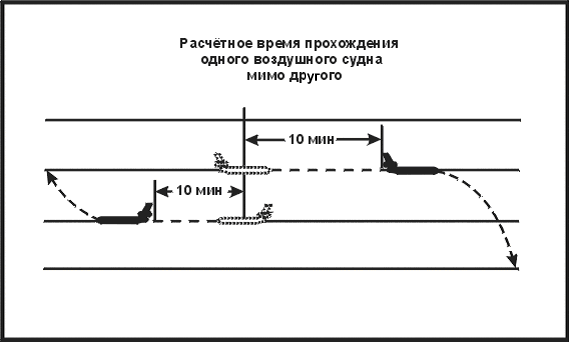 Расчётное время прохождения
одного воздушного судна
мимо другого
10 мин
10 мин